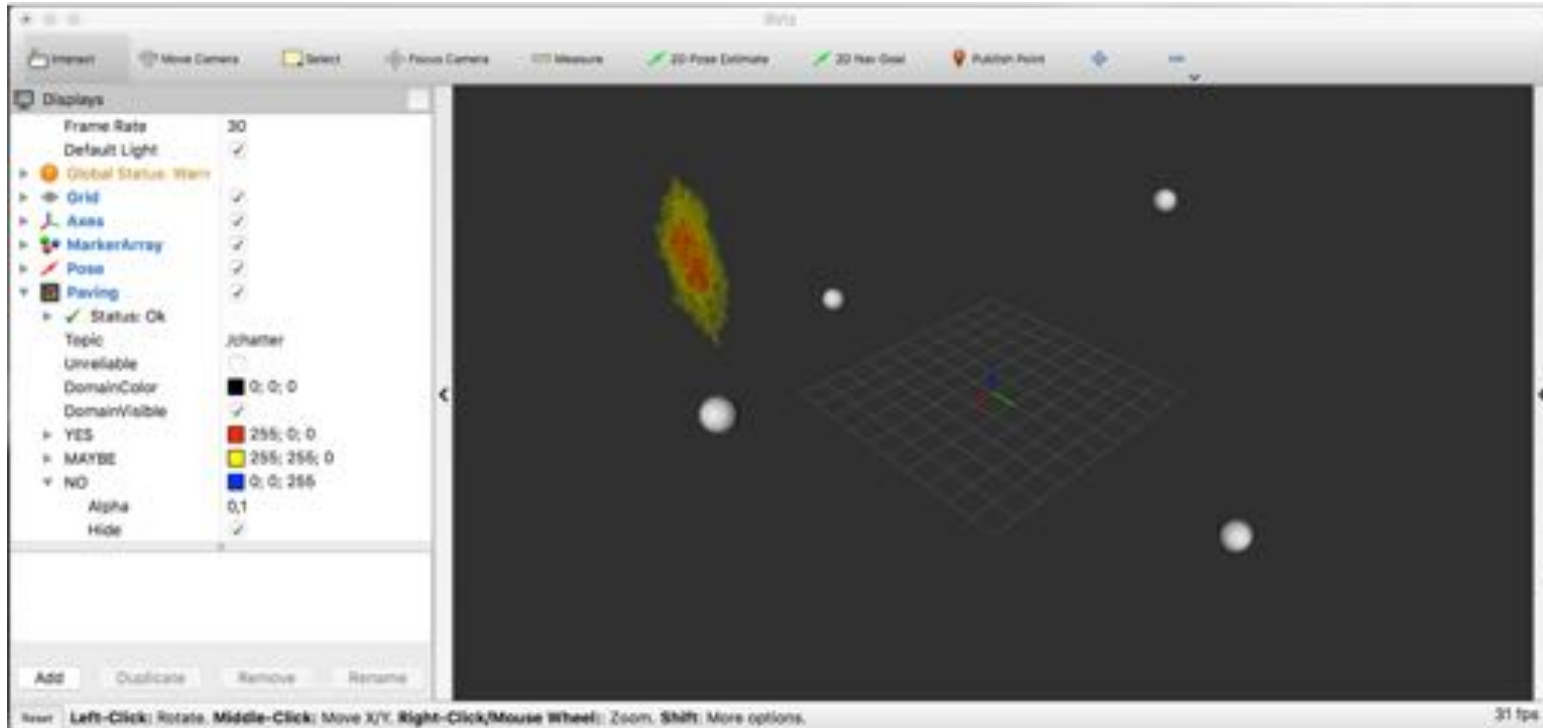 RViz
Interact Move Camera Select Focus Camera Measure 2D Pose Estimate 2D Nav Goal Publish Point
Displays
Frame Rate 30
Default Light
Global Status: Warn
Grid
Axes
MarkerArray
Pose
Paving
Status: Ok
Topic /chatter
Unreliable
DomainColor 0; 0; 0
DomainVisible
YES 255; 0; 0
MAYBE 255; 255; 0
NO 0; 0; 255
Alpha 0,1
Hide
Add Duplicate Remove Rename
Reset Left-Click: Rotate. Middle-Click: Move X/Y. Right-Click/Mouse Wheel:: Zoom. Shift: More options. 31 fps